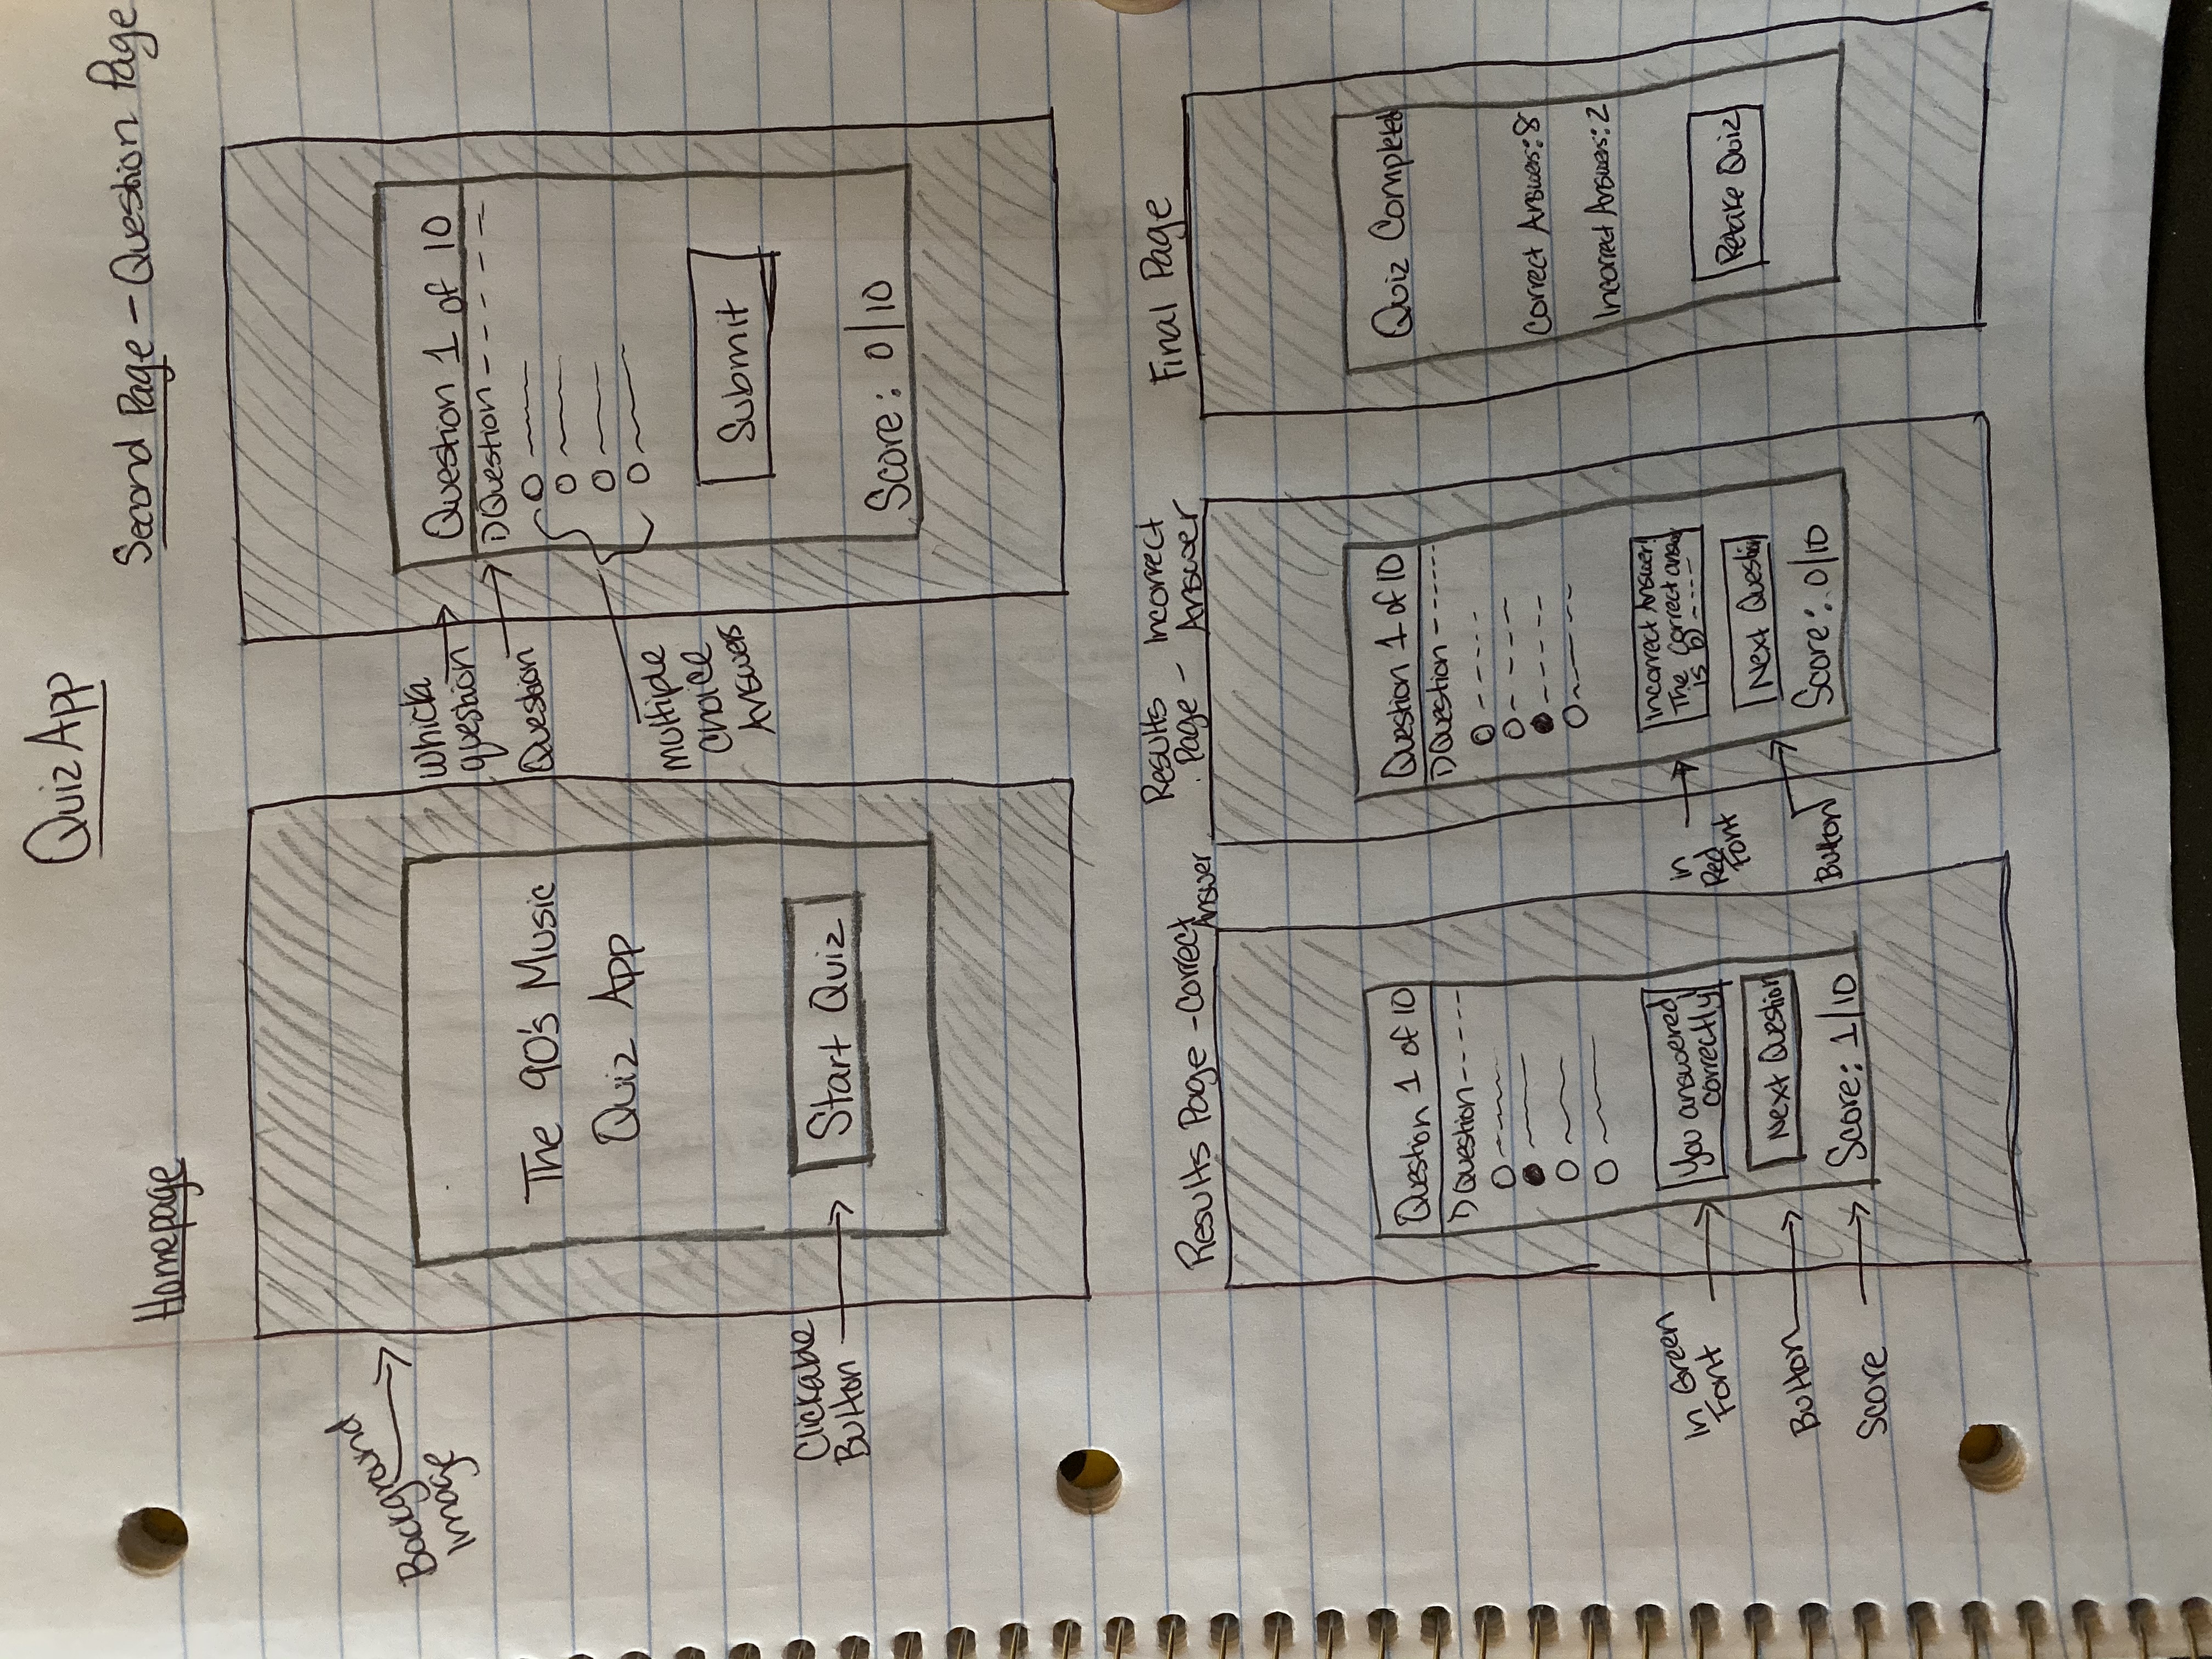 Quiz App
Homepage
Second Page - Question Page
Background
Image
The 90's Music
Quiz App
Clickable
Button
Start Quiz
Which
question
Question
Multiple
Choice
Answers
Question 1 of 10
1) Question
Submit
Score: 0/10
Results Page - Correct
Answer
Question 1 of 10
1) Question
In Green
Font
You answered
correctly!
Button
Next Question
Score
Score: 1/10
Results Incorrect
Page - Answer
Question 1 of 10
1) Question
in
Red
Font
Incorrect Answer!
The correct answer
is b)
Button
Next Question
Score: 0/10
Final Page
Quiz Completed
Correct Answers: 8
Incorrect Answers: 2
Retake Quiz